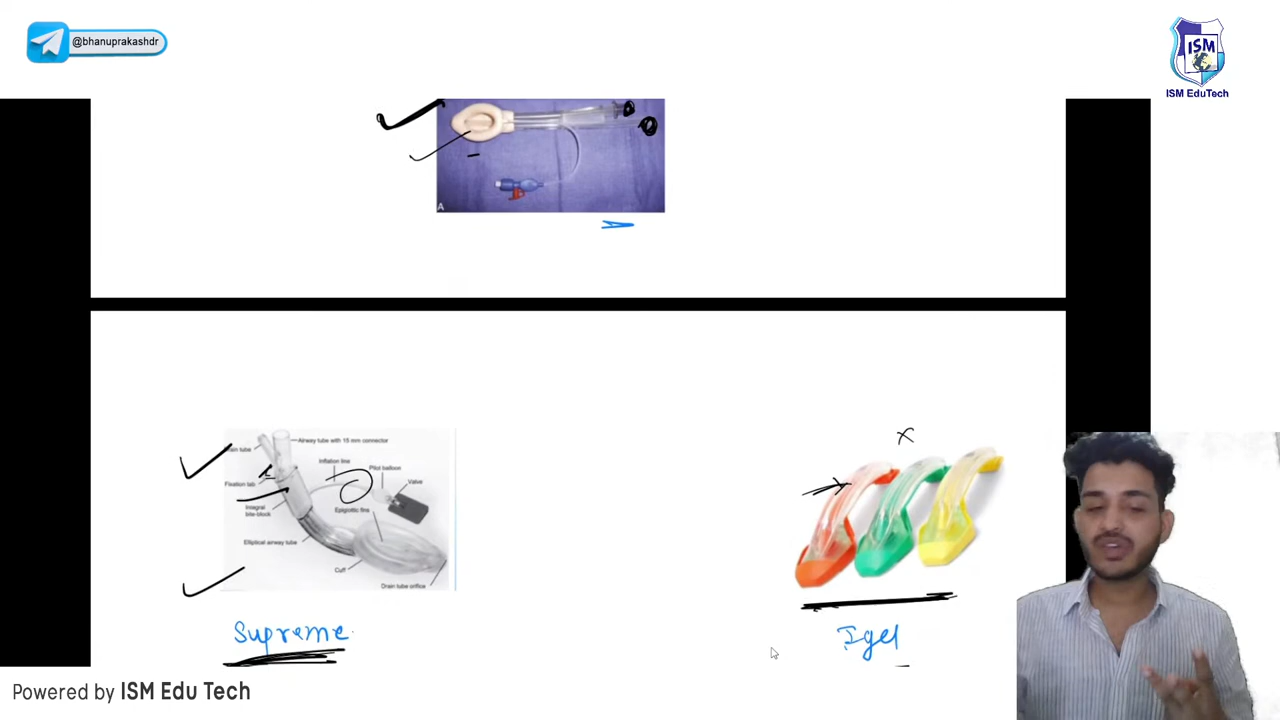 @bhanuprakashdr
ISM
ISM EduTech
A
Airway tube with 15 mm connector
tube
Inflation line
Pilot balloon
Fixation tab
Valve
Integral
bite-block
Epiglottic fins
Elliptical airway tube
Cuff
Drain tube orifice
Supreme
Igel
Powered by ISM Edu Tech